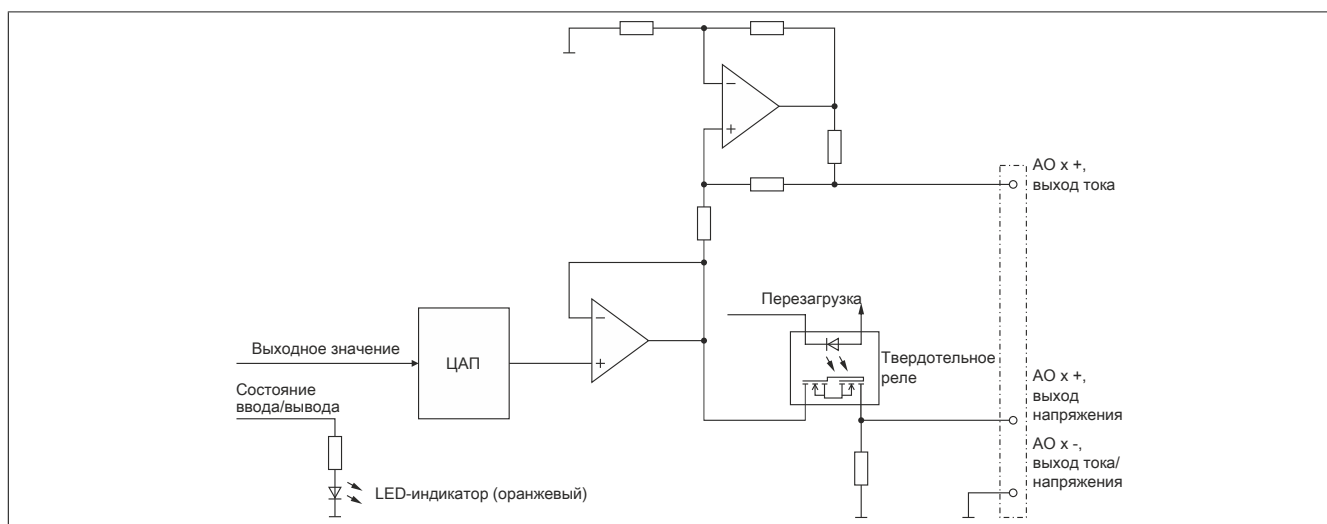 AO x +,
выход тока
Перезагрузка
Твердотельное
реле
Выходное значение
ЦАП
Состояние
ввода/вывода
LED-индикатор (оранжевый)
AO x +,
выход
напряжения
AO x -,
выход тока/
напряжения